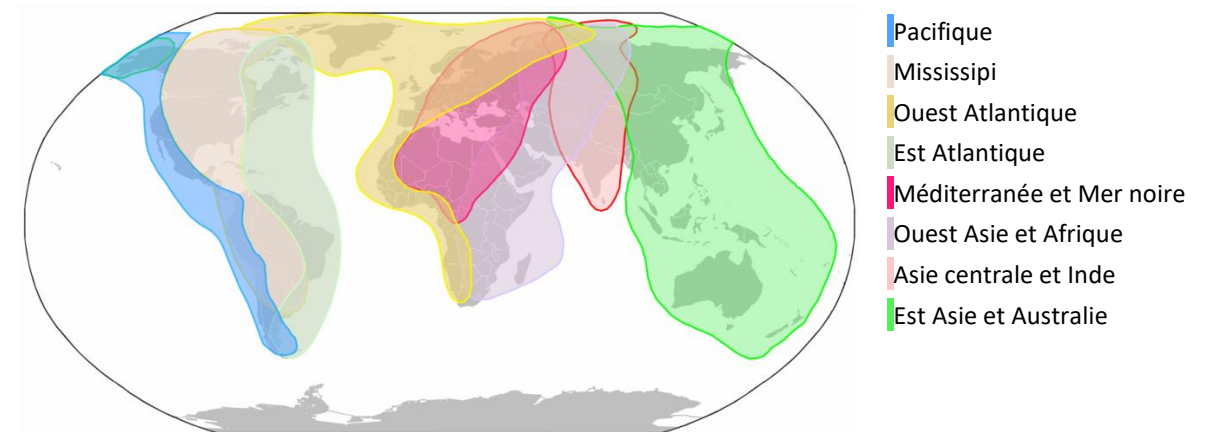 Pacifique
Mississipi
Ouest Atlantique
Est Atlantique
Méditerranée et Mer noire
Ouest Asie et Afrique
Asie centrale et Inde
Est Asie et Australie